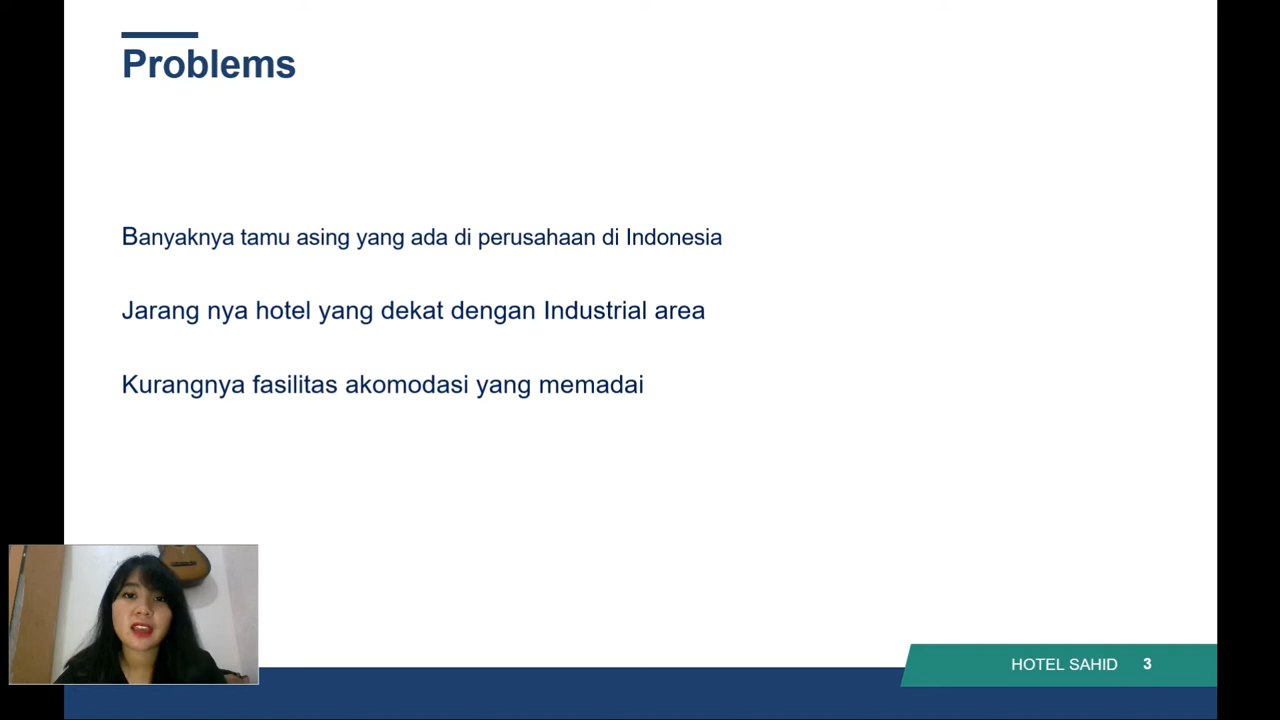 Problems
Banyaknya tamu asing yang ada di perusahaan di Indonesia
Jarang nya hotel yang dekat dengan Industrial area
Kurangnya fasilitas akomodasi yang memadai
HOTEL SAHID 3